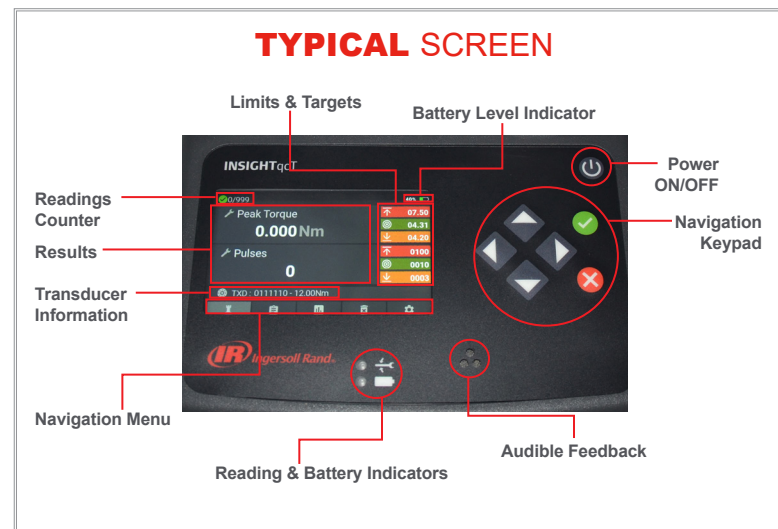 TYPICAL SCREEN
Limits & Targets
Battery Level Indicator
INSIGHTqcT
Power
ON/OFF
Readings
Counter
0/999
48%
Peak Torque
0.000 Nm
07.50
04.31
04.20
Navigation
Keypad
Results
Pulses
0
0100
0010
0003
Transducer
Information
TXD : 0111110 - 12.00Nm
IR Ingersoll Rand®
Navigation Menu
Audible Feedback
Reading & Battery Indicators